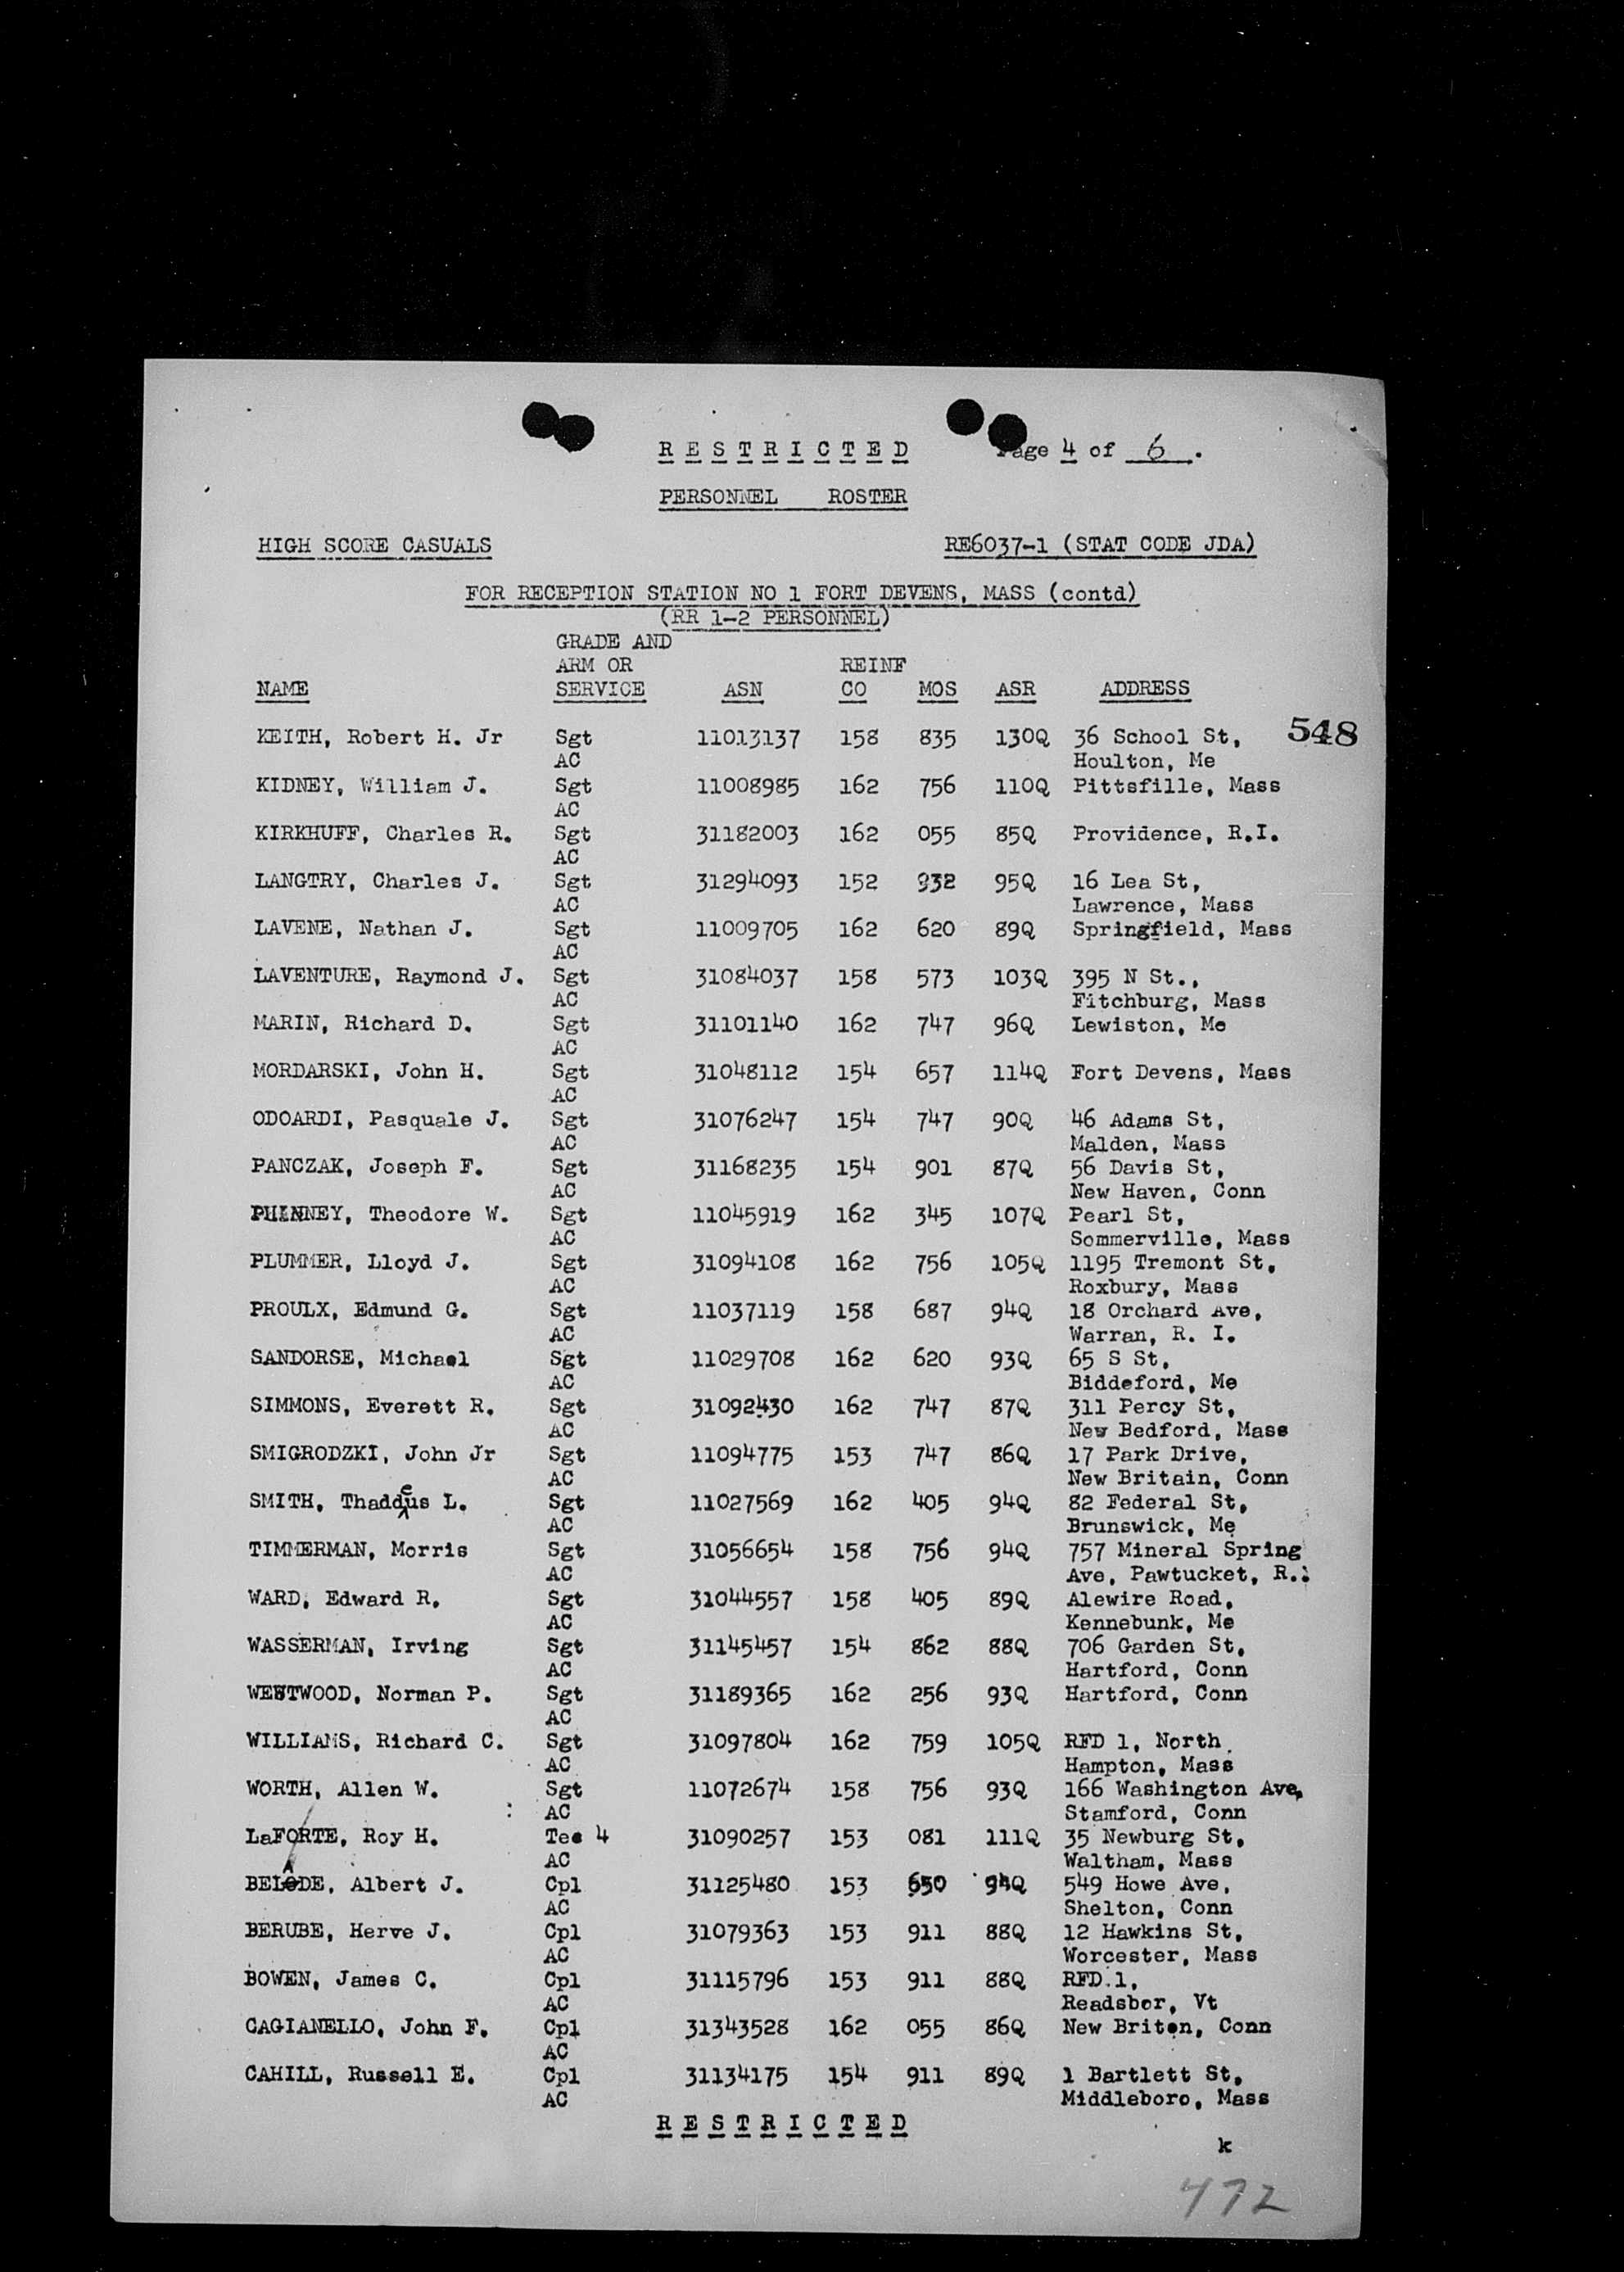 R E S T R I C T E D Page 4 of 6.
PERSONNEL ROSTER
HIGH SCORE CASUALS RE6037-1 (STAT CODE JDA)
FOR RECEPTION STATION NO 1 FORT DEVENS, MASS (contd)
(RR 1-2 PERSONNEL)
GRADE AND
ARM OR REINF
NAME SERVICE ASN CO MOS ASR ADDRESS
KEITH, Robert H. Jr Sgt 11013137 158 835 130Q 36 School St, 548
AC Houlton, Me
KIDNEY, William J. Sgt 11008985 162 756 110Q Pittsfille, Mass
AC
KIRKHUFF, Charles R. Sgt 31182003 162 055 85Q Providence, R.I.
AC
LANGTRY, Charles J. Sgt 31294093 152 932 95Q 16 Lea St,
AC Lawrence, Mass
LAVENE, Nathan J. Sgt 11009705 162 620 89Q Springfield, Mass
AC
LAVENTURE, Raymond J. Sgt 31084037 158 573 103Q 395 N St.,
AC Fitchburg, Mass
MARIN, Richard D. Sgt 31101140 162 747 96Q Lewiston, Me
AC
MORDARSKI, John H. Sgt 31048112 154 657 114Q Fort Devens, Mass
AC
ODOARDI, Pasquale J. Sgt 31076247 154 747 90Q 46 Adams St,
AC Malden, Mass
PANCZAK, Joseph F. Sgt 31168235 154 901 87Q 56 Davis St,
AC New Haven, Conn
PHINNEY, Theodore W. Sgt 11045919 162 345 107Q Pearl St,
AC Sommerville, Mass
PLUMMER, Lloyd J. Sgt 31094108 162 756 105Q 1195 Tremont St,
AC Roxbury, Mass
PROULX, Edmund G. Sgt 11037119 158 687 94Q 18 Orchard Ave,
AC Warran, R. I.
SANDORSE, Michael Sgt 11029708 162 620 93Q 65 S St,
AC Biddeford, Me
SIMMONS, Everett R. Sgt 31092430 162 747 87Q 311 Percy St,
AC New Bedford, Mass
SMIGRODZKI, John Jr Sgt 11094775 153 747 86Q 17 Park Drive,
AC New Britain, Conn
SMITH, Thaddeus L. Sgt 11027569 162 405 94Q 82 Federal St,
AC Brunswick, Me
TIMMERMAN, Morris Sgt 31056654 158 756 94Q 757 Mineral Spring
AC Ave, Pawtucket, R.
WARD, Edward R. Sgt 31044557 158 405 89Q Alewire Road,
AC Kennebunk, Me
WASSERMAN, Irving Sgt 31145457 154 862 88Q 706 Garden St,
AC Hartford, Conn
WESTWOOD, Norman P. Sgt 31189365 162 256 93Q Hartford, Conn
AC
WILLIAMS, Richard C. Sgt 31097804 162 759 105Q RFD 1, North
AC Hampton, Mass
WORTH, Allen W. Sgt 11072674 158 756 93Q 166 Washington Ave,
AC Stamford, Conn
LaFORTE, Roy H. Tec 4 31090257 153 081 111Q 35 Newburg St,
AC Waltham, Mass
BELADE, Albert J. Cpl 31125480 153 650 94Q 549 Howe Ave,
AC Shelton, Conn
BERUBE, Herve J. Cpl 31079363 153 911 88Q 12 Hawkins St,
AC Worcester, Mass
BOWEN, James C. Cpl 31115796 153 911 88Q RFD 1,
AC Readsbor, Vt
CAGIANELLO, John F. Cpl 31343528 162 055 86Q New Briton, Conn
AC
CAHILL, Russell E. Cpl 31134175 154 911 89Q 1 Bartlett St,
AC Middleboro, Mass
R E S T R I C T E D
k
472